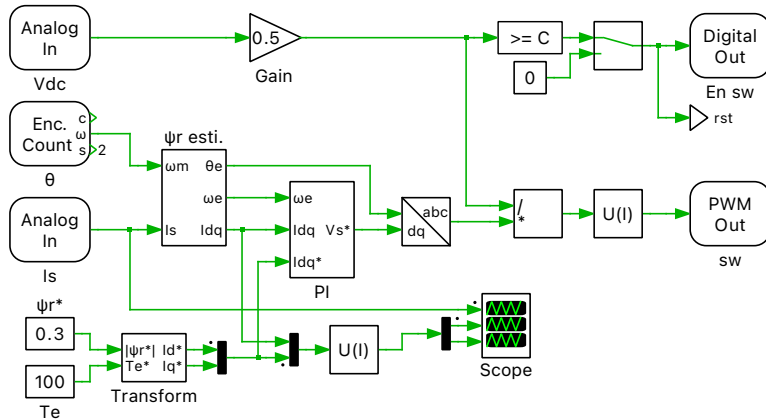 Analog
In
Vdc
0.5
Gain
>= C
0
Digital
Out
En sw
rst
Enc.
Count
c
ω
s
2
θ
ψr esti.
ωm
Is
θe
ωe
Idq
Analog
In
Is
ωe
Idq
Idq*
Vs*
PI
abc
dq
/
*
U(I)
PWM
Out
sw
ψr*
0.3
100
Te
|ψr*|
Te*
Id*
Iq*
Transform
U(I)
Scope